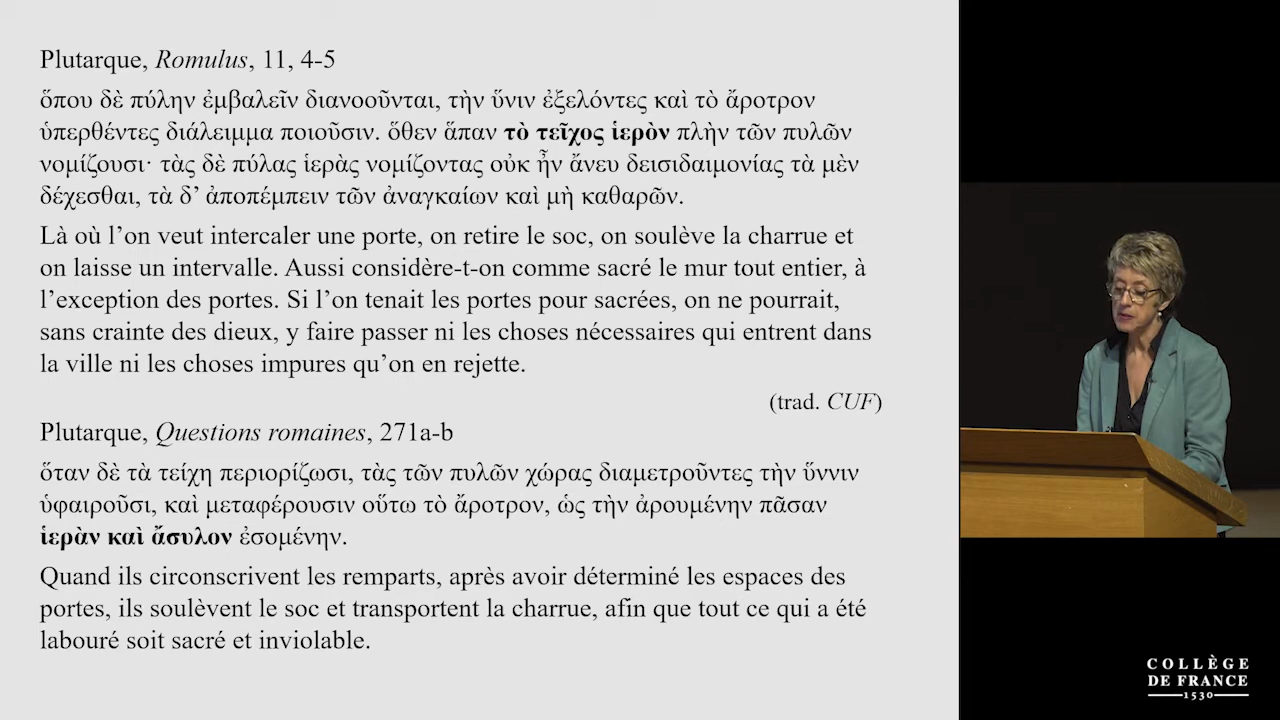 Plutarque, Romulus, 11, 4-5
ὅπου δὲ πύλην ἐμβαλεῖν διανοοῦνται, τὴν ὕνιν ἐξελόντες καὶ τὸ ἄροτρον
ὑπερθέντες διάλειμμα ποιοῦσιν. ὅθεν ἅπαν τὸ τεῖχος ἱερὸν πλὴν τῶν πυλῶν
νομίζουσι· τὰς δὲ πύλας ἱερὰς νομίζοντας οὐκ ἦν ἄνευ δεισιδαιμονίας τὰ μὲν
δέχεσθαι, τὰ δ’ ἀποπέμπειν τῶν ἀναγκαίων καὶ μὴ καθαρῶν.
Là où l’on veut intercaler une porte, on retire le soc, on soulève la charrue et
on laisse un intervalle. Aussi considère-t-on comme sacré le mur tout entier, à
l’exception des portes. Si l’on tenait les portes pour sacrées, on ne pourrait,
sans crainte des dieux, y faire passer ni les choses nécessaires qui entrent dans
la ville ni les choses impures qu’on en rejette.
(trad. CUF)
Plutarque, Questions romaines, 271a-b
ὅταν δὲ τὰ τείχη περιορίζωσι, τὰς τῶν πυλῶν χώρας διαμετροῦντες τὴν ὕννιν
ὑφαιροῦσι, καὶ μεταφέρουσιν οὕτω τὸ ἄροτρον, ὡς τὴν ἀρουμένην πᾶσαν
ἱερὰν καὶ ἄσυλον ἐσομένην.
Quand ils circonscrivent les remparts, après avoir déterminé les espaces des
portes, ils soulèvent le soc et transportent la charrue, afin que tout ce qui a été
labouré soit sacré et inviolable.
COLLÈGE
DE FRANCE
1530